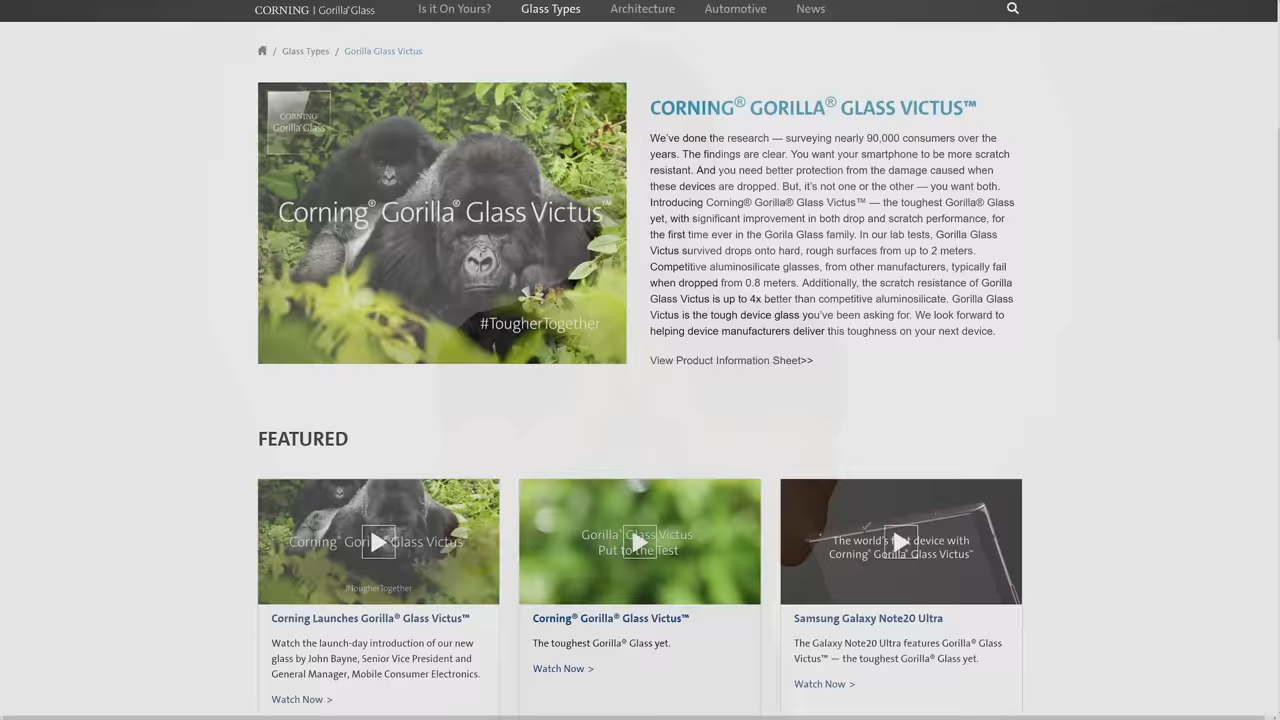 CORNING | Gorilla® Glass
Is it On Yours?
Glass Types
Architecture
Automotive
News
/ Glass Types / Gorilla Glass Victus
CORNING
Gorilla® Glass
Corning® Gorilla® Glass Victus™
#TougherTogether
CORNING® GORILLA® GLASS VICTUS™
We've done the research — surveying nearly 90,000 consumers over the
years. The findings are clear. You want your smartphone to be more scratch
resistant. And you need better protection from the damage caused when
these devices are dropped. But, it's not one or the other — you want both.
Introducing Corning® Gorilla® Glass Victus™ — the toughest Gorilla® Glass
yet, with significant improvement in both drop and scratch performance, for
the first time ever in the Gorila Glass family. In our lab tests, Gorilla Glass
Victus survived drops onto hard, rough surfaces from up to 2 meters.
Competitive aluminosilicate glasses, from other manufacturers, typically fail
when dropped from 0.8 meters. Additionally, the scratch resistance of Gorilla
Glass Victus is up to 4x better than competitive aluminosilicate. Gorilla Glass
Victus is the tough device glass you've been asking for. We look forward to
helping device manufacturers deliver this toughness on your next device.
View Product Information Sheet>>
FEATURED
Corning® Gorilla® Glass Victus™
#TougherTogether
Corning Launches Gorilla® Glass Victus™
Watch the launch-day introduction of our new
glass by John Bayne, Senior Vice President and
General Manager, Mobile Consumer Electronics.
Watch Now >
Gorilla® Glass Victus
Put to the Test
Corning® Gorilla® Glass Victus™
The toughest Gorilla® Glass yet.
Watch Now >
The world's first device with
Corning® Gorilla® Glass Victus™
Samsung Galaxy Note20 Ultra
The Galaxy Note20 Ultra features Gorilla® Glass
Victus™ — the toughest Gorilla® Glass yet.
Watch Now >